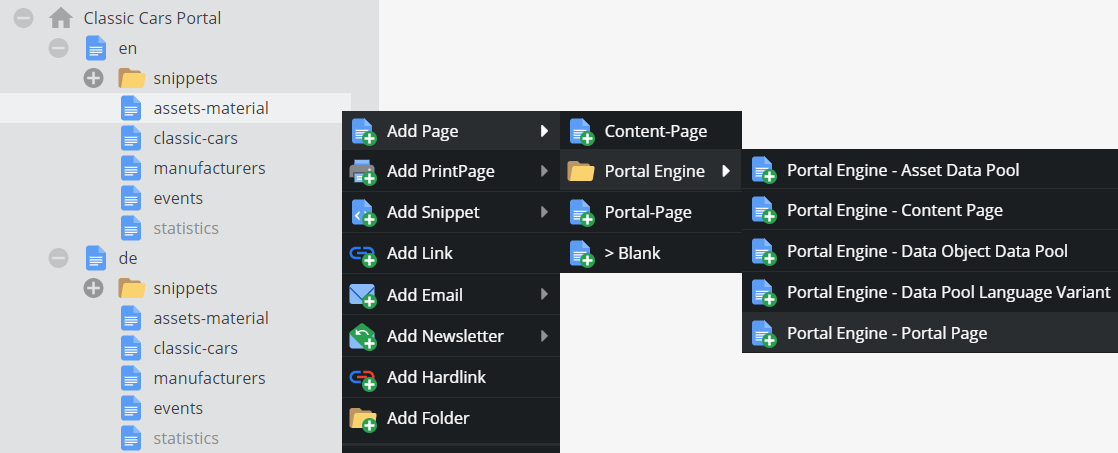 Classic Cars Portal
en
snippets
assets-material
classic-cars
manufacturers
events
statistics
de
snippets
assets-material
classic-cars
manufacturers
events
statistics
Add Page
Add PrintPage
Add Snippet
Add Link
Add Email
Add Newsletter
Add Hardlink
Add Folder
Content-Page
Portal Engine
Portal-Page
> Blank
Portal Engine - Asset Data Pool
Portal Engine - Content Page
Portal Engine - Data Object Data Pool
Portal Engine - Data Pool Language Variant
Portal Engine - Portal Page